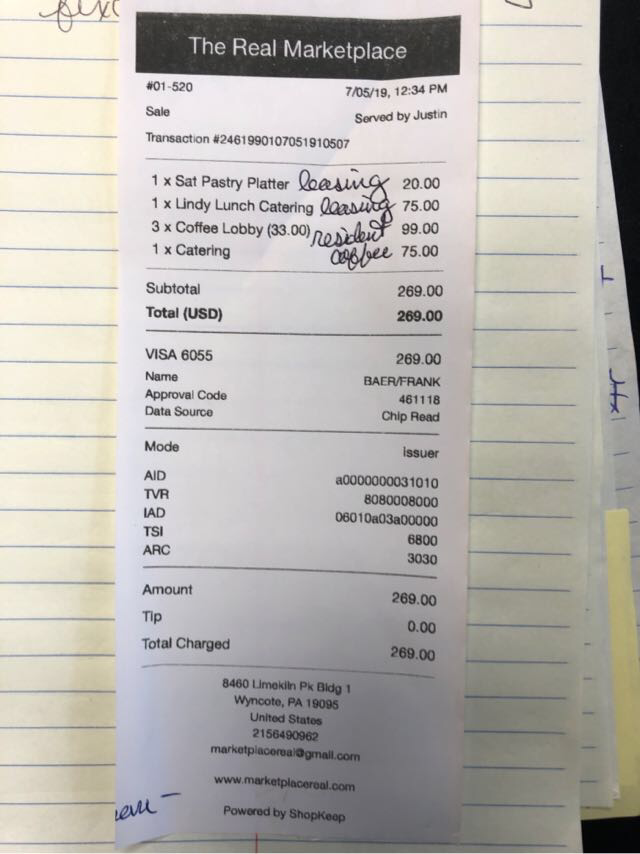 The Real Marketplace
#01-520 7/05/19, 12:34 PM
Sale Served by Justin
Transaction #2461990107051910507
1 x Sat Pastry Platter leasing 20.00
1 x Lindy Lunch Catering leasing 75.00
3 x Coffee Lobby (33.00) resident 99.00
1 x Catering coffee 75.00
Subtotal 269.00
Total (USD) 269.00
VISA 6055 269.00
Name BAER/FRANK
Approval Code 461118
Data Source Chip Read
Mode Issuer
AID a0000000031010
TVR 8080008000
IAD 06010a03a00000
TSI 6800
ARC 3030
Amount 269.00
Tip 0.00
Total Charged 269.00
8460 Limekiln Pk Bldg 1
Wyncote, PA 19095
United States
2156490962
marketplacereal@gmail.com
www.marketplacereal.com
Powered by ShopKeep